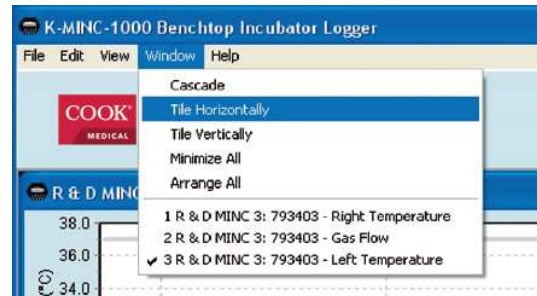 K-MINC-1000 Benchtop Incubator Logger
File Edit View Window Help
Cascade
Tile Horizontally
Tile Vertically
Minimize All
Arrange All
1 R & D MINC 3: 793403 - Right Temperature
2 R & D MINC 3: 793403 - Gas Flow
✔ 3 R & D MINC 3: 793403 - Left Temperature
COOK®
MEDICAL
R & D MINC
38.0
36.0
34.0
(°C)